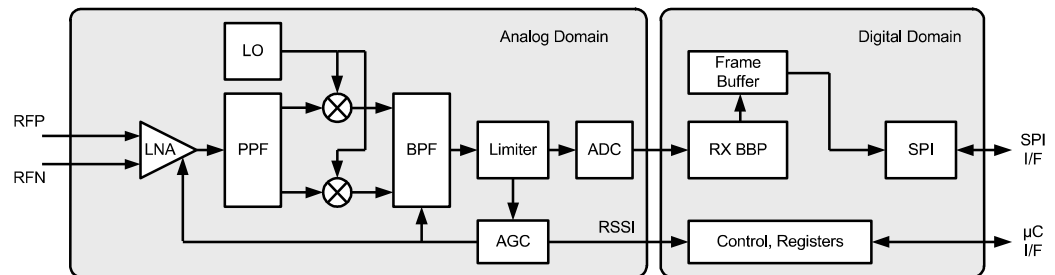 LO
Analog Domain
Digital Domain
Frame
Buffer
RFP
RFN
LNA
PPF
BPF
Limiter
ADC
RX BBP
SPI
SPI
I/F
AGC
RSSI
Control, Registers
µC
I/F